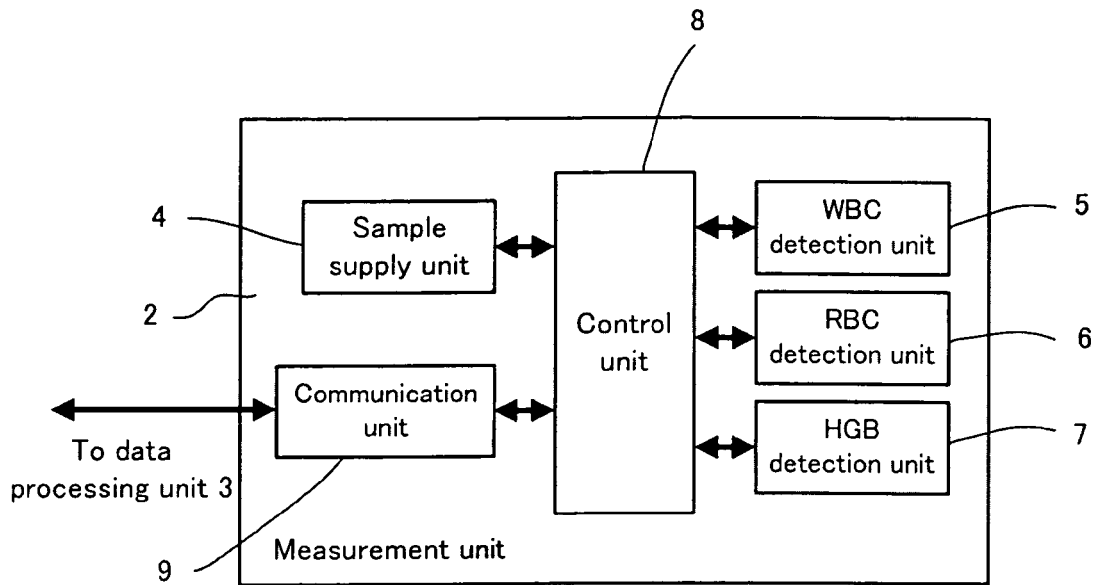 8
4
Sample
supply unit
WBC
detection unit
5
2
Control
unit
RBC
detection unit
6
Communication
unit
HGB
detection unit
7
To data
processing unit 3
Measurement unit
9